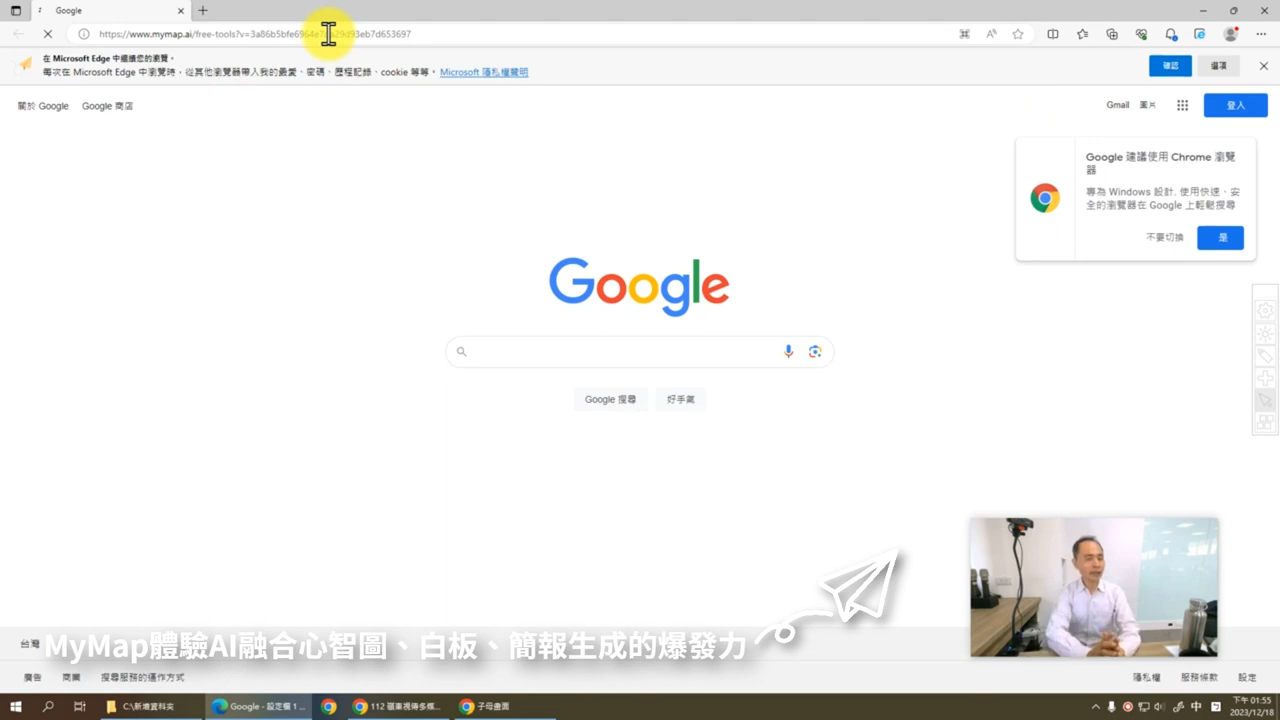 Google
https://www.mymap.ai/free-tools?v=3a86b5bfe6964e7
29d93eb7d653697
在 Microsoft Edge 中繼續您的瀏覽。
每次在 Microsoft Edge 中瀏覽時，從其他瀏覽器帶入我的最愛、密碼、歷程記錄、cookie 等等。 Microsoft 隱私權聲明
確認
選項
關於 Google
Google 商店
Gmail
圖片
登入
Google 建議使用 Chrome 瀏覽
器
專為 Windows 設計, 使用快速、安
全的瀏覽器在 Google 上輕鬆搜尋
不要切換
是
Google
Google 搜尋
好手氣
台灣
MyMap體驗AI融合心智圖、白板、簡報生成的爆發力
廣告
商業
搜尋服務的運作方式
隱私權
服務條款
設定
C:\新增資料夾
Google - 設定檔 1 ...
112 礦東視傳多媒...
子母畫面
中
下午 01:55
2023/12/18